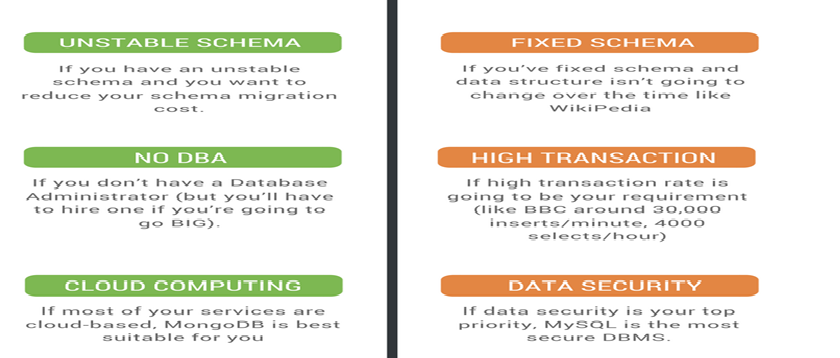 UNSTABLE SCHEMA
If you have an unstable
schema and you want to
reduce your schema migration
cost.
NO DBA
If you don't have a Database
Administrator (but you'll have
to hire one if you're going to
go BIG).
CLOUD COMPUTING
If most of your services are
cloud-based, MongoDB is best
suitable for you
FIXED SCHEMA
If you've fixed schema and
data structure isn't going to
change over the time like
WikiPedia
HIGH TRANSACTION
If high transaction rate is
going to be your requirement
(like BBC around 30,000
inserts/minute, 4000
selects/hour)
DATA SECURITY
If data security is your top
priority, MySQL is the most
secure DBMS.